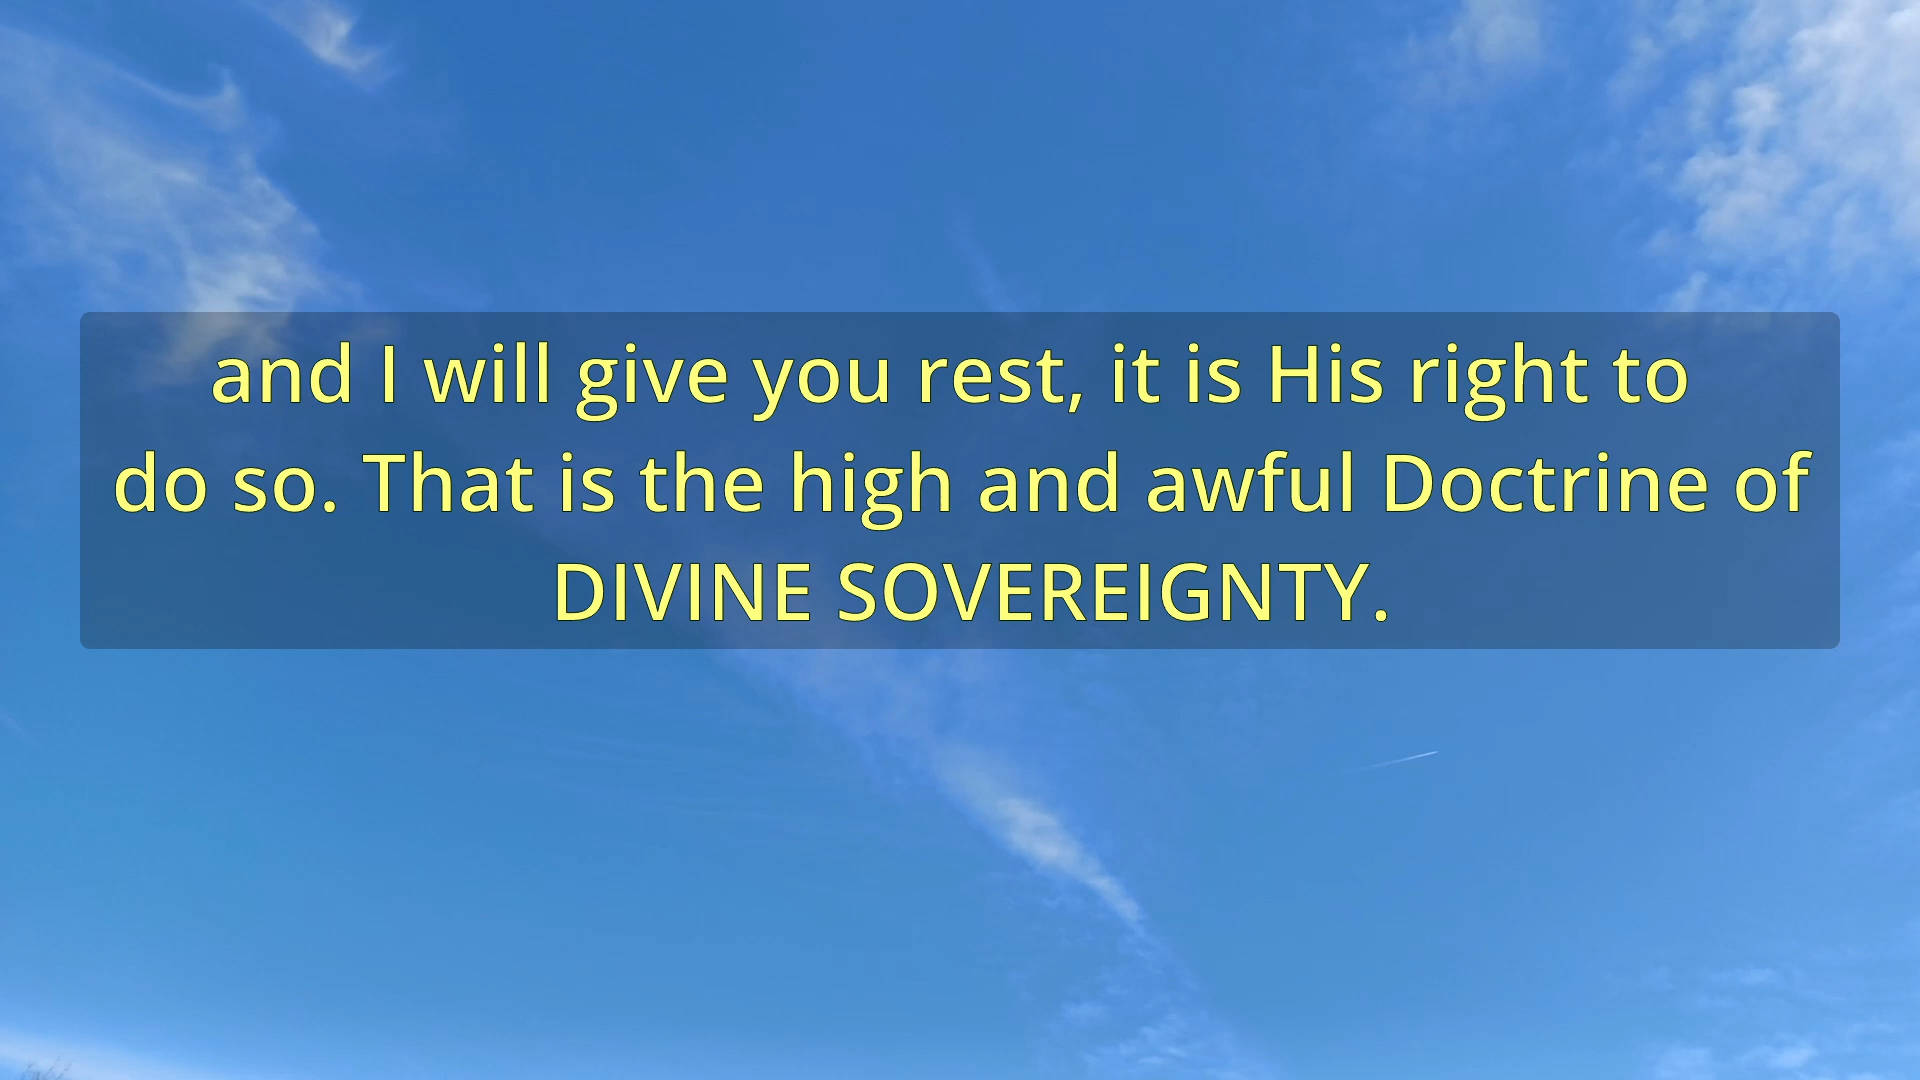 and I will give you rest, it is His right to
do so. That is the high and awful Doctrine of
DIVINE SOVEREIGNTY.